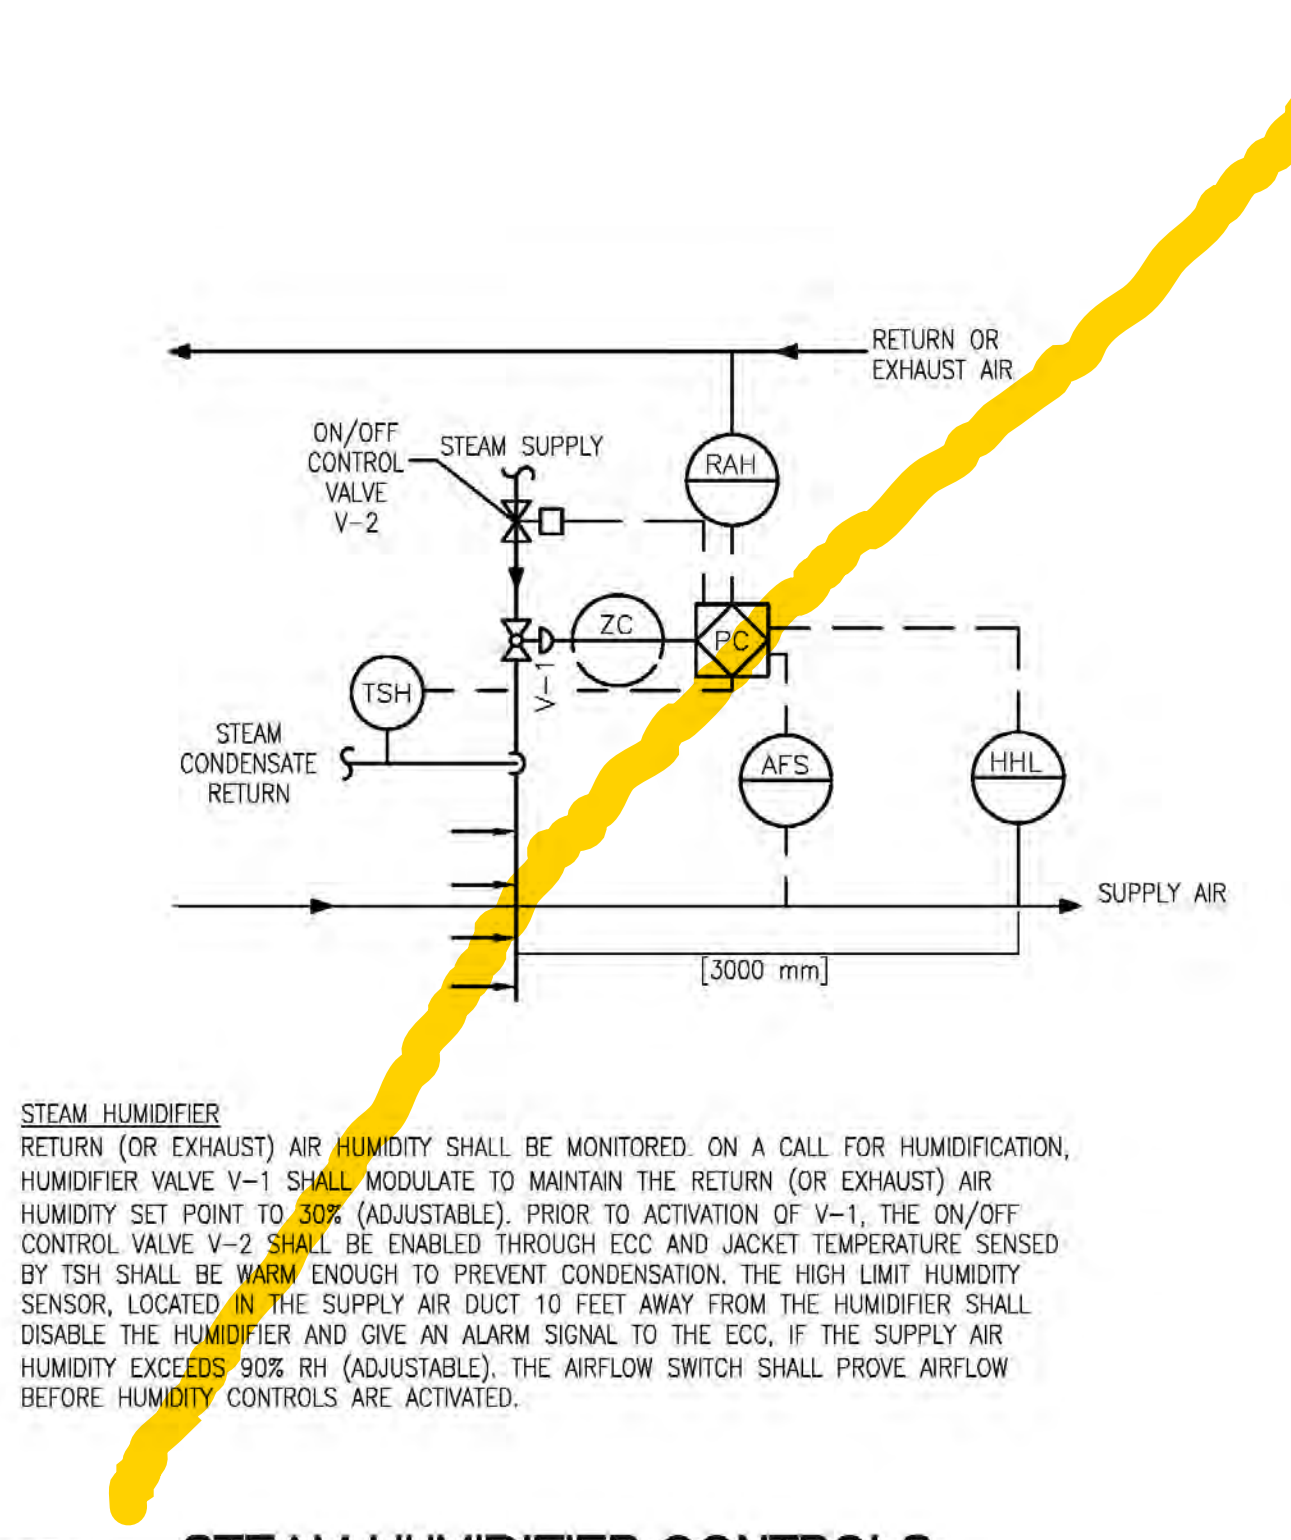 RETURN OR
EXHAUST AIR
ON/OFF
CONTROL
VALVE
V-2
STEAM SUPPLY
RAH
ZC
PC
V-1
TSH
STEAM
CONDENSATE
RETURN
AFS
HHL
SUPPLY AIR
[3000 mm]
STEAM HUMIDIFIER
RETURN (OR EXHAUST) AIR HUMIDITY SHALL BE MONITORED. ON A CALL FOR HUMIDIFICATION,
HUMIDIFIER VALVE V-1 SHALL MODULATE TO MAINTAIN THE RETURN (OR EXHAUST) AIR
HUMIDITY SET POINT TO 30% (ADJUSTABLE). PRIOR TO ACTIVATION OF V-1, THE ON/OFF
CONTROL VALVE V-2 SHALL BE ENABLED THROUGH ECC AND JACKET TEMPERATURE SENSED
BY TSH SHALL BE WARM ENOUGH TO PREVENT CONDENSATION. THE HIGH LIMIT HUMIDITY
SENSOR, LOCATED IN THE SUPPLY AIR DUCT 10 FEET AWAY FROM THE HUMIDIFIER SHALL
DISABLE THE HUMIDIFIER AND GIVE AN ALARM SIGNAL TO THE ECC, IF THE SUPPLY AIR
HUMIDITY EXCEEDS 90% RH (ADJUSTABLE). THE AIRFLOW SWITCH SHALL PROVE AIRFLOW
BEFORE HUMIDITY CONTROLS ARE ACTIVATED.
STEAM HUMIDIFIER CONTROLS